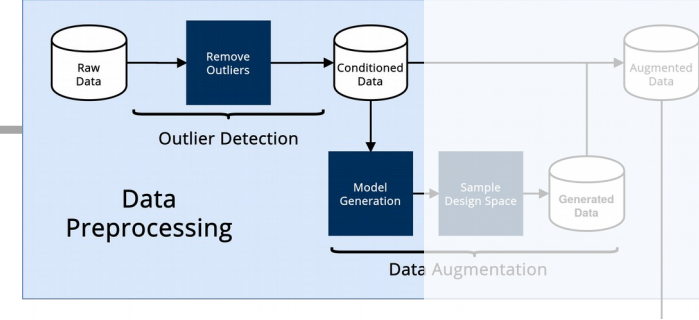 Raw
Data
Remove
Outliers
Conditioned
Data
Augmented
Data
Outlier Detection
Model
Generation
Sample
Design Space
Generated
Data
Data
Preprocessing
Data Augmentation